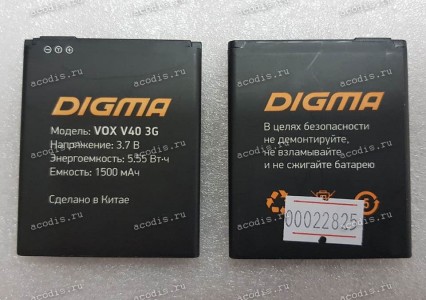 DIGMA
Модель: VOX V40 3G
Напряжение: 3.7 В
Энергоемкость: 5.55 Вт-ч
Емкость: 1500 мАч
Сделано в Китае
DIGMA
В целях безопасности
не демонтируйте,
не взламывайте
и не сжигайте батарею
00022825
acodis.ru